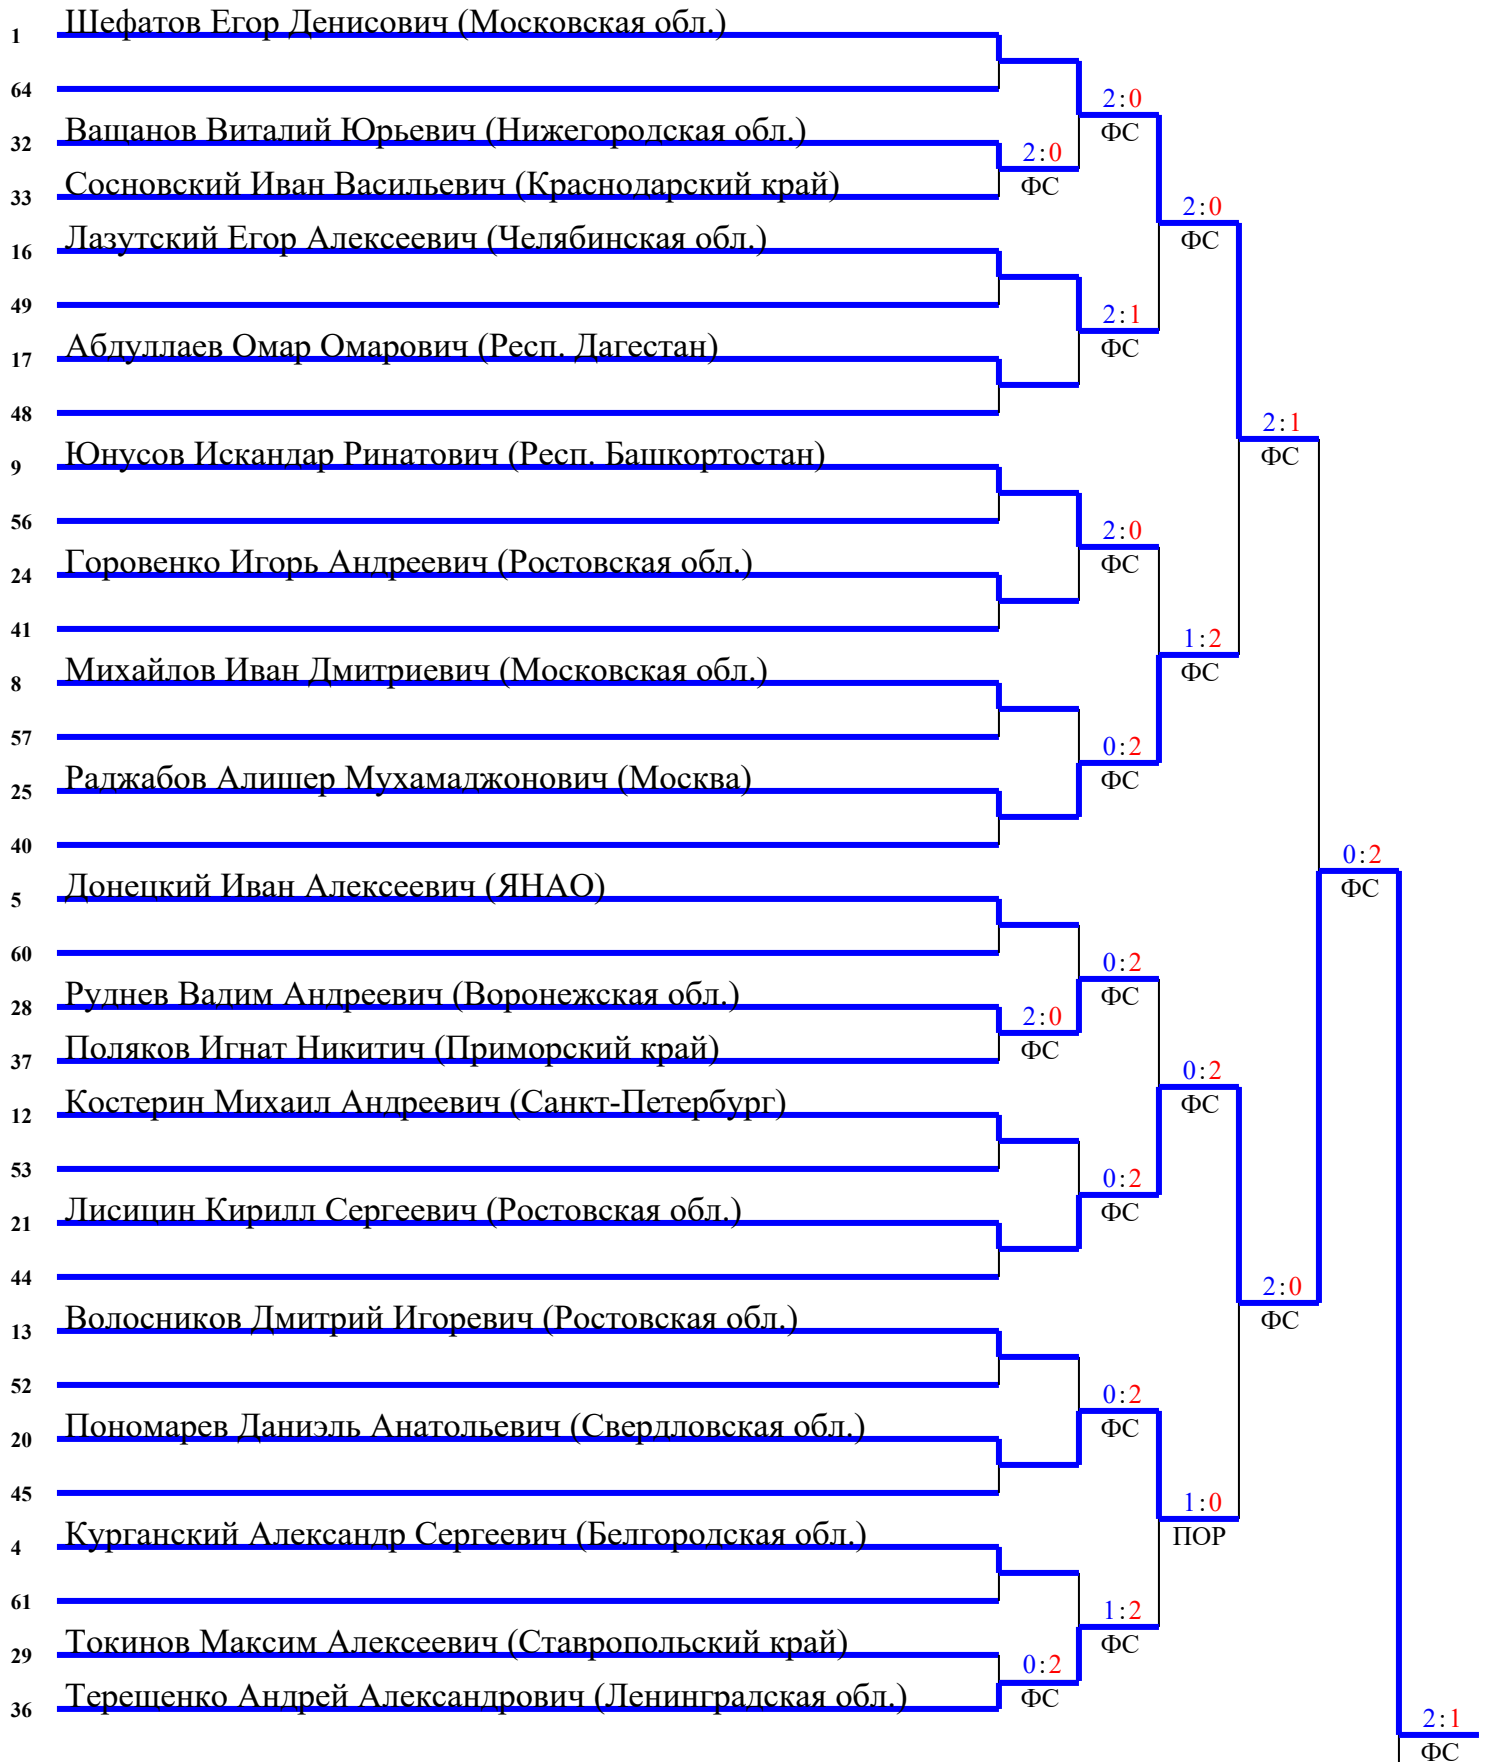 1 Шефатов Егор Денисович (Московская обл.)
64
2:0
ФС
32 Ващанов Виталий Юрьевич (Нижегородская обл.)
2:0
ФС
33 Сосновский Иван Васильевич (Краснодарский край)
2:0
ФС
16 Лазутский Егор Алексеевич (Челябинская обл.)
49
2:1
ФС
17 Абдуллаев Омар Омарович (Респ. Дагестан)
48
2:1
ФС
9 Юнусов Искандар Ринатович (Респ. Башкортостан)
56
2:0
ФС
24 Горовенко Игорь Андреевич (Ростовская обл.)
41
1:2
ФС
8 Михайлов Иван Дмитриевич (Московская обл.)
57
0:2
ФС
25 Раджабов Алишер Мухамаджонович (Москва)
40
0:2
ФС
5 Донецкий Иван Алексеевич (ЯНАО)
60
0:2
ФС
28 Руднев Вадим Андреевич (Воронежская обл.)
2:0
ФС
37 Поляков Игнат Никитич (Приморский край)
0:2
ФС
12 Костерин Михаил Андреевич (Санкт-Петербург)
53
0:2
ФС
21 Лисицин Кирилл Сергеевич (Ростовская обл.)
44
2:0
ФС
13 Волосников Дмитрий Игоревич (Ростовская обл.)
52
0:2
ФС
20 Пономарев Даниэль Анатольевич (Свердловская обл.)
45
1:0
ПОР
4 Курганский Александр Сергеевич (Белгородская обл.)
61
1:2
ФС
29 Токинов Максим Алексеевич (Ставропольский край)
0:2
ФС
36 Терещенко Андрей Александрович (Ленинградская обл.)
2:1
ФС